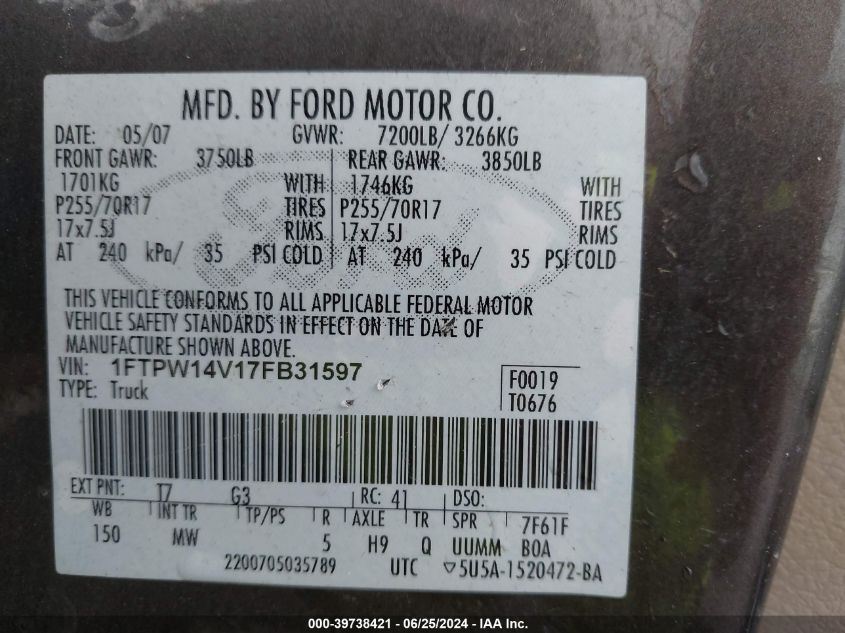 MFD. BY FORD MOTOR CO.
DATE: 05/07 GVWR: 7200LB/ 3266KG
FRONT GAWR: 3750LB REAR GAWR: 3850LB
1701KG WITH 1746KG WITH
P255/70R17 TIRES P255/70R17 TIRES
17x7.5J RIMS 17x7.5J RIMS
AT 240 kPa/ 35 PSI COLD AT 240 kPa/ 35 PSI COLD
THIS VEHICLE CONFORMS TO ALL APPLICABLE FEDERAL MOTOR
VEHICLE SAFETY STANDARDS IN EFFECT ON THE DATE OF
MANUFACTURE SHOWN ABOVE.
VIN: 1FTPW14V17FB31597
TYPE: Truck
F0019
T0676
EXT PNT: T7 G3 RC: 41 DSO:
WB INT TR TP/PS R AXLE TR SPR 7F61F
150 MW 5 H9 Q UUMM BOA
2200705035789 UTC ▽5U5A-1520472-BA
000-39738421 - 06/25/2024 - IAA Inc.